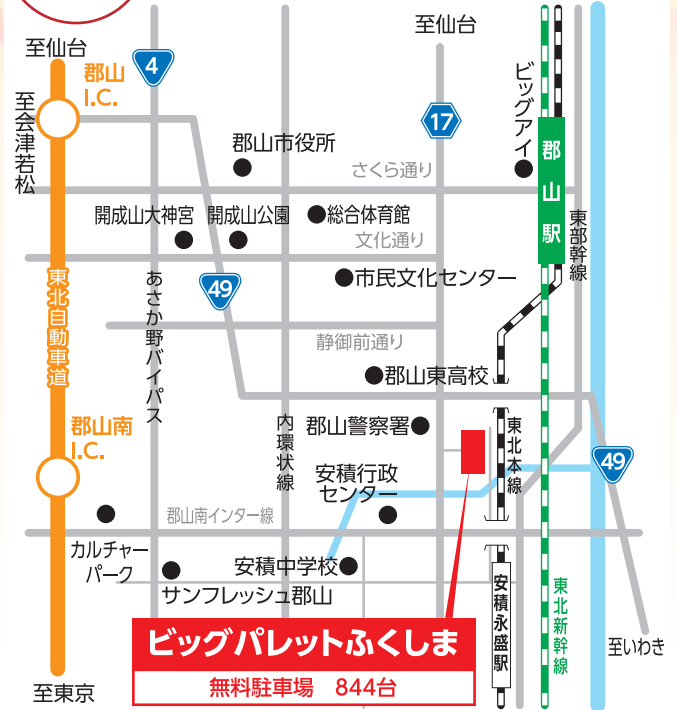 至仙台
至仙台
郡山
I.C.
4
17
ビッグアイ
至会津若松
郡山市役所
さくら通り
郡山駅
開成山大神宮
開成山公園
総合体育館
文化通り
東部幹線
東北自動車道
あさか野バイパス
49
市民文化センター
静御前通り
郡山東高校
郡山南
I.C.
内環状線
郡山警察署
東北本線
49
安積行政
センター
郡山南インター線
カルチャー
パーク
安積中学校
サンフレッシュ郡山
安積永盛駅
東北新幹線
至いわき
ビッグパレットふくしま
無料駐車場 844台
至東京